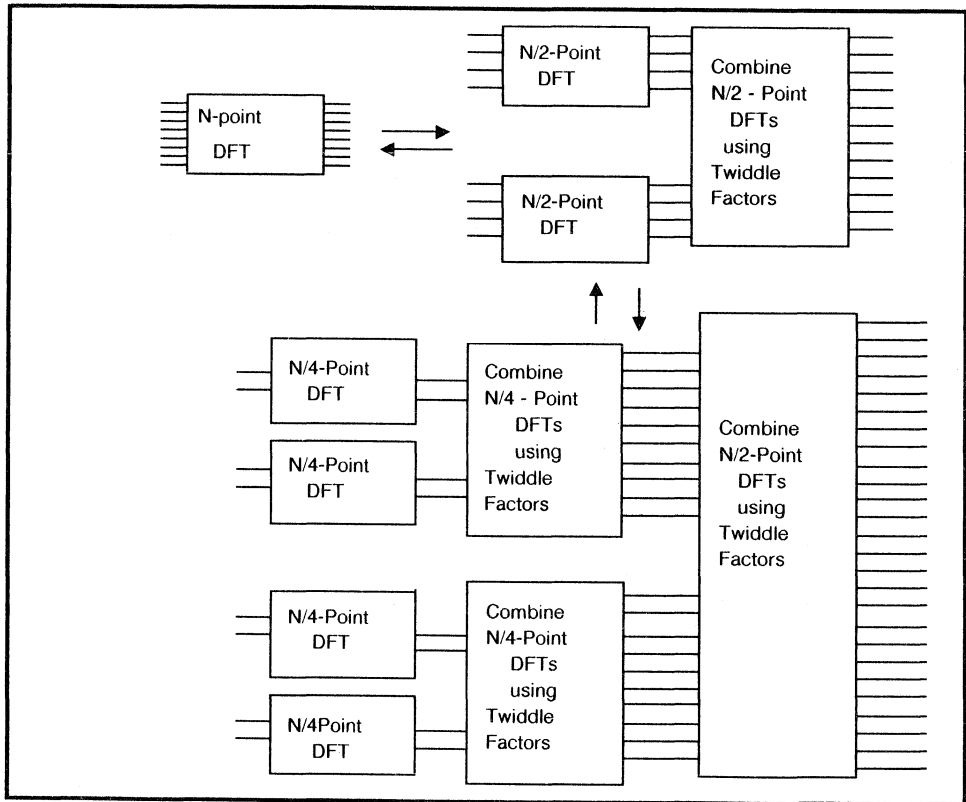 N-point
DFT
N/2-Point
DFT
N/2-Point
DFT
Combine
N/2 - Point
DFTs
using
Twiddle
Factors
N/4-Point
DFT
N/4-Point
DFT
Combine
N/4 - Point
DFTs
using
Twiddle
Factors
N/4-Point
DFT
N/4Point
DFT
Combine
N/4-Point
DFTs
using
Twiddle
Factors
Combine
N/2-Point
DFTs
using
Twiddle
Factors